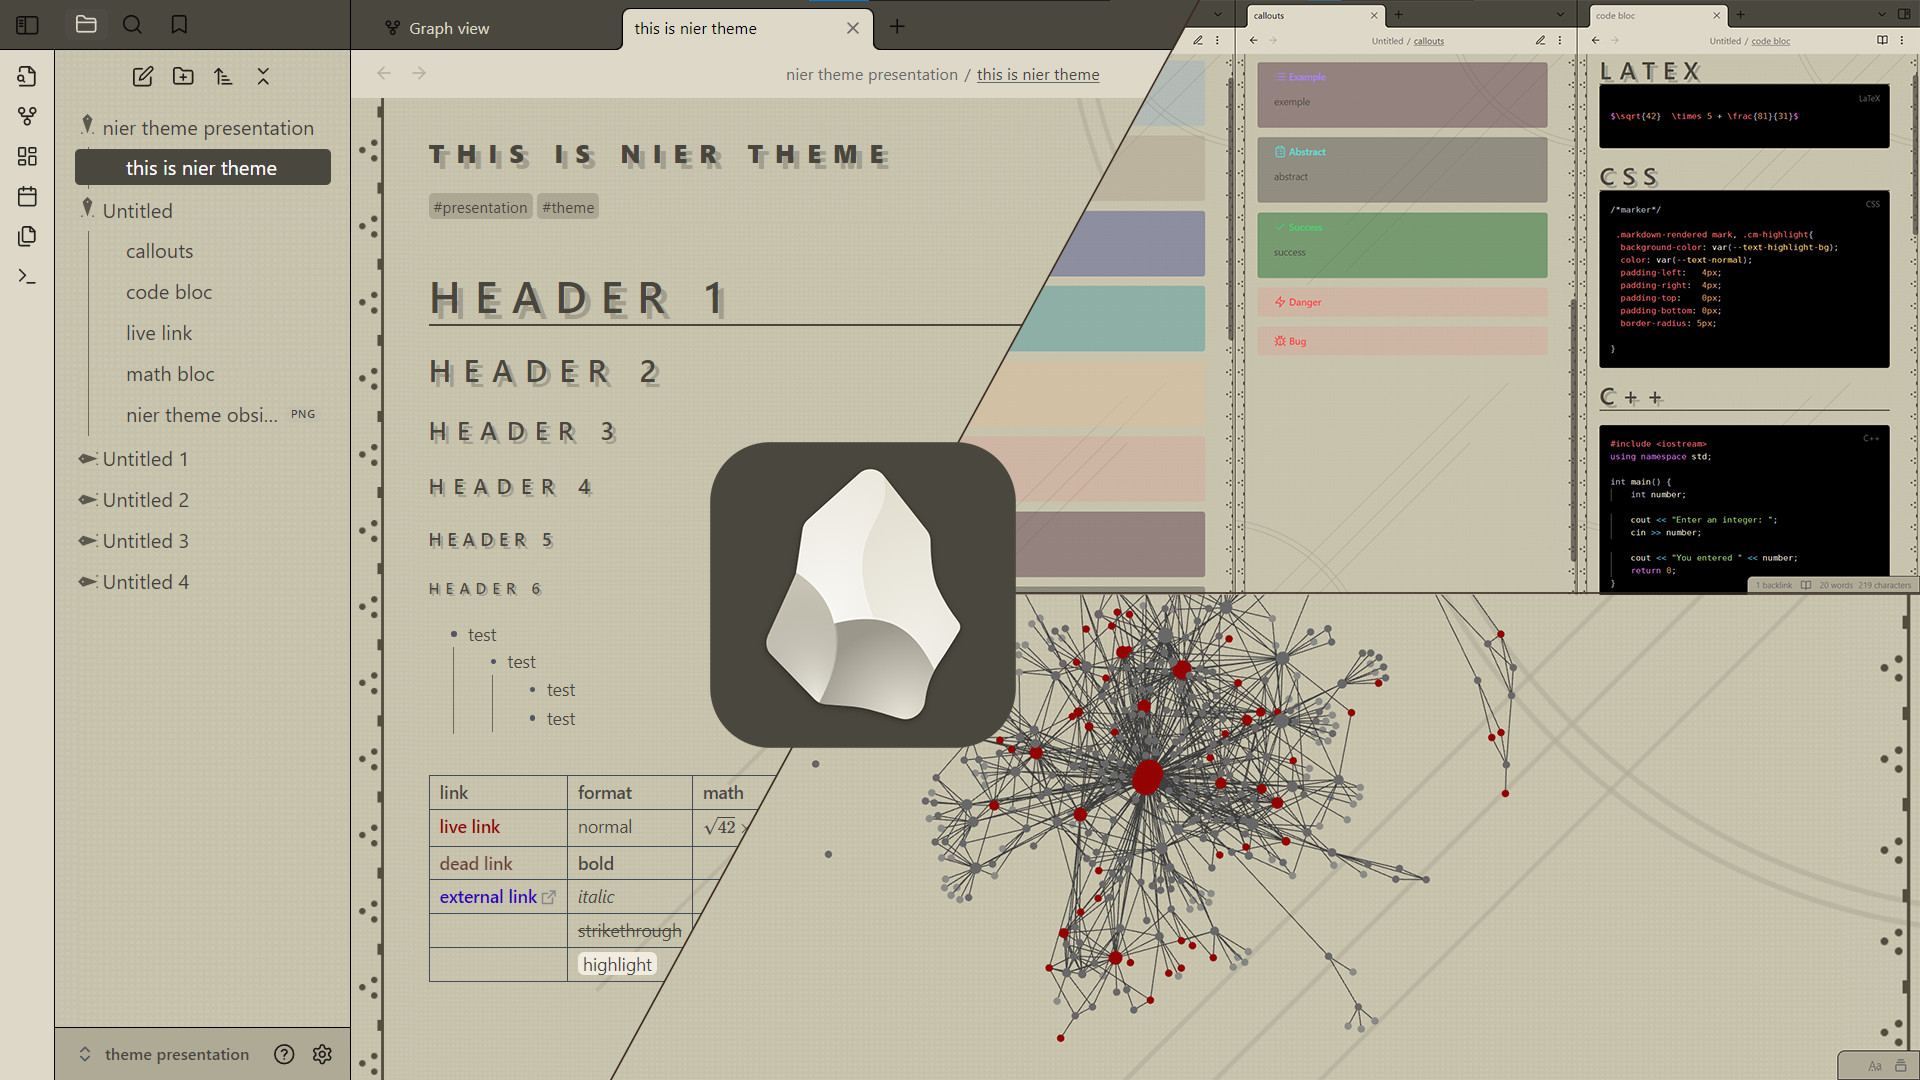 Graph view
this is nier theme
nier theme presentation
this is nier theme
Untitled
callouts
code bloc
live link
math bloc
nier theme obsi... PNG
Untitled 1
Untitled 2
Untitled 3
Untitled 4
theme presentation
nier theme presentation / this is nier theme
THIS IS NIER THEME
#presentation #theme
HEADER 1
HEADER 2
HEADER 3
HEADER 4
HEADER 5
HEADER 6
• test
• test
• test
• test
link format math
live link normal √42 ×
dead link bold
external link italic
strikethrough
highlight
callouts
Untitled / callouts
Example
exemple
Abstract
abstract
Success
success
Danger
Bug
code bloc
Untitled / code bloc
LATEX
LaTeX
$\sqrt{42} \times 5 + \frac{81}{31}$
CSS
CSS
/*marker*/
.markdown-rendered mark, .cm-highlight{
background-color: var(--text-highlight-bg);
color: var(--text-normal);
padding-left: 4px;
padding-right: 4px;
padding-top: 0px;
padding-bottom: 0px;
border-radius: 5px;
}
C++
C++
#include <iostream>
using namespace std;
int main() {
int number;
cout << "Enter an integer: ";
cin >> number;
cout << "You entered " << number;
return 0;
}
1 backlink 20 words 219 characters
Aa